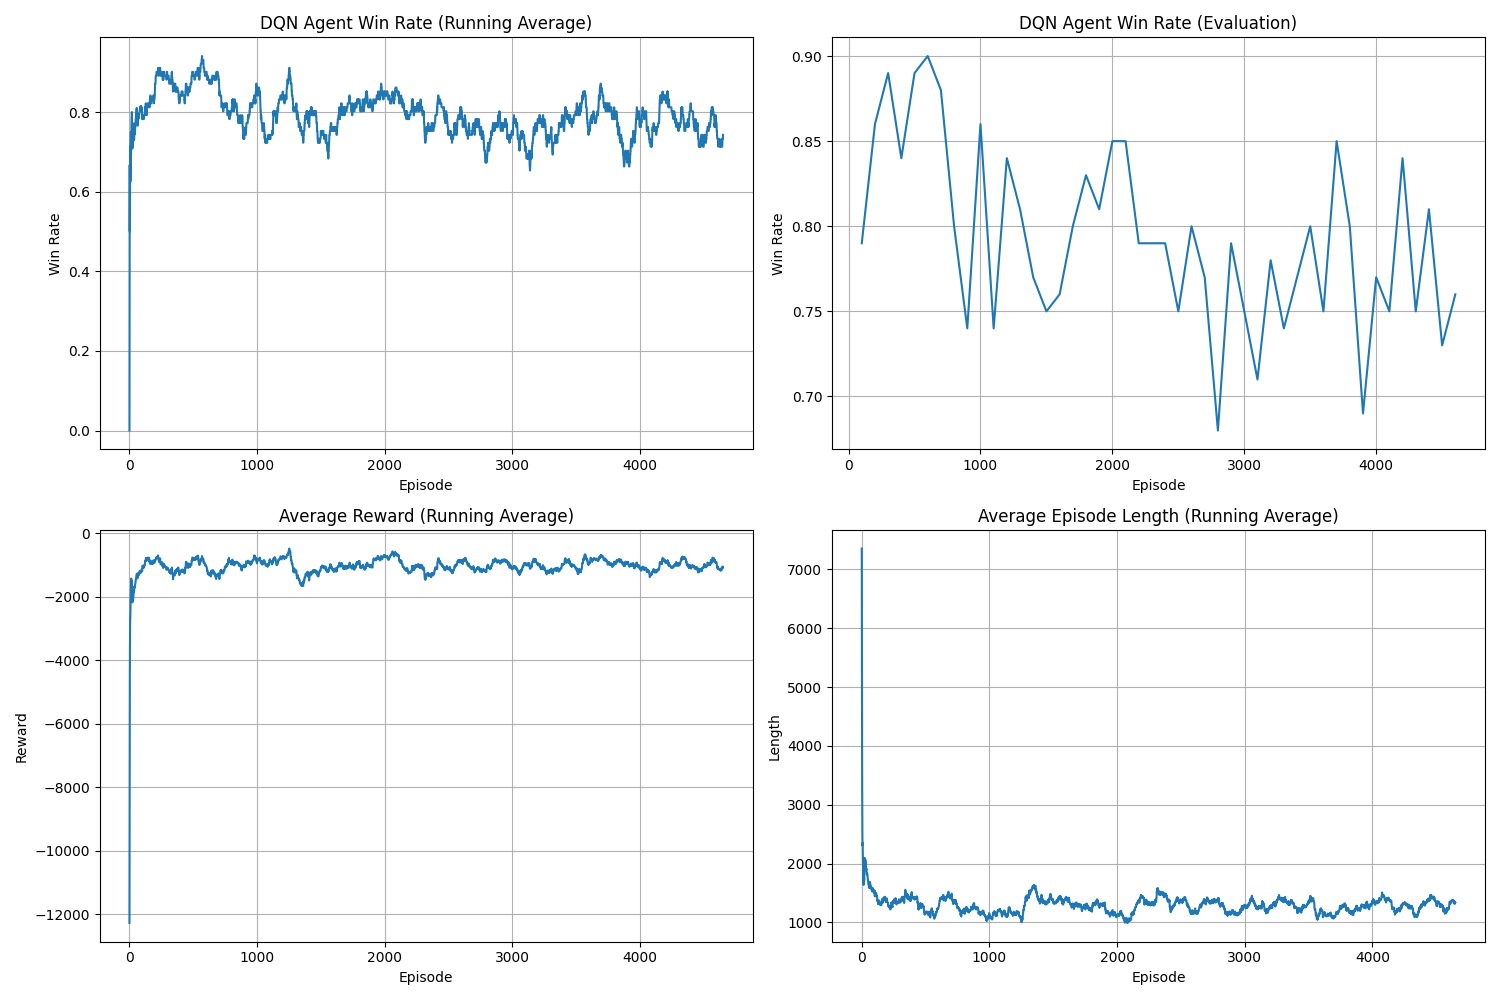 DQN Agent Win Rate (Running Average)
Win Rate
0.8
0.6
0.4
0.2
0.0
0 1000 2000 3000 4000
Episode
DQN Agent Win Rate (Evaluation)
Win Rate
0.90
0.85
0.80
0.75
0.70
0 1000 2000 3000 4000
Episode
Average Reward (Running Average)
Reward
0
−2000
−4000
−6000
−8000
−10000
−12000
0 1000 2000 3000 4000
Episode
Average Episode Length (Running Average)
Length
7000
6000
5000
4000
3000
2000
1000
0 1000 2000 3000 4000
Episode